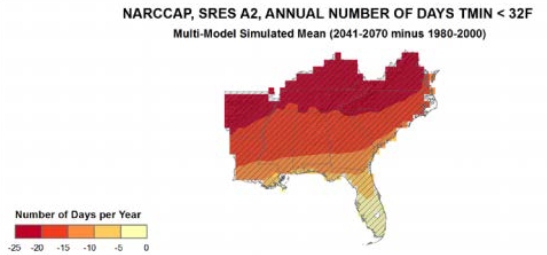 NARCCAP, SRES A2, ANNUAL NUMBER OF DAYS TMIN < 32F
Multi-Model Simulated Mean (2041-2070 minus 1980-2000)
Number of Days per Year
-25 -20 -15 -10 -5 0